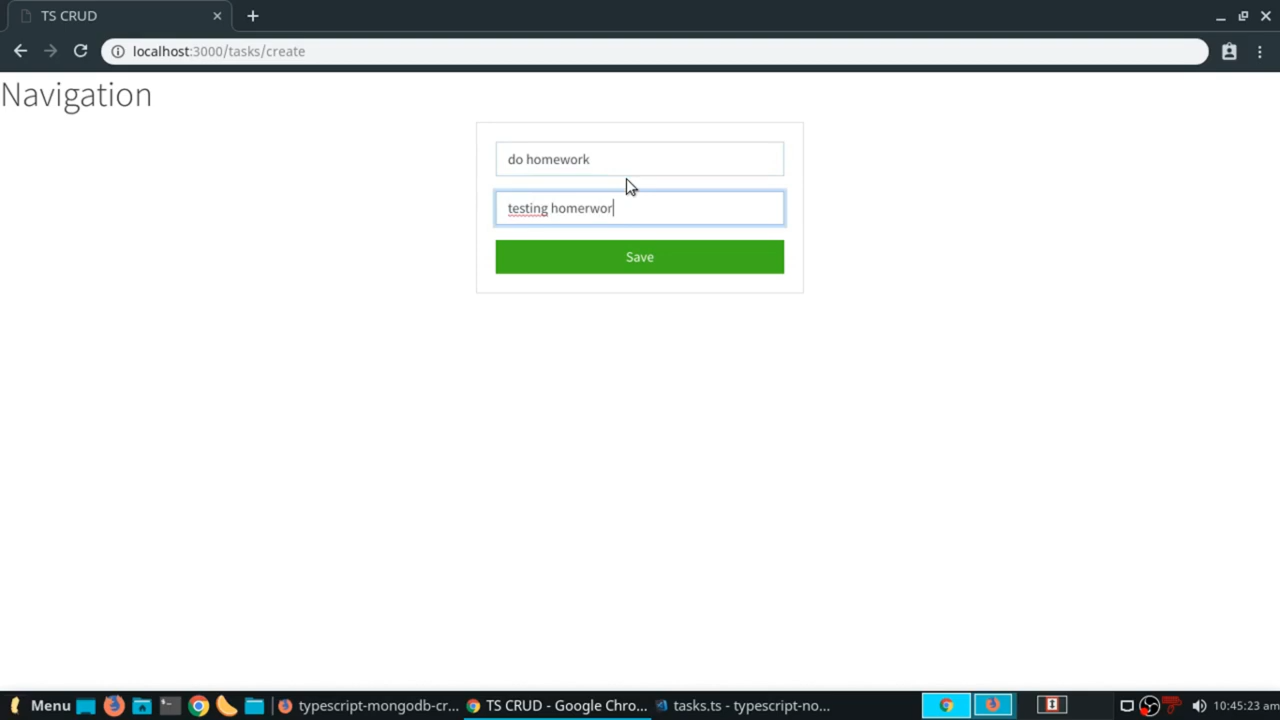 TS CRUD
localhost:3000/tasks/create
Navigation
do homework
testing homerwor
Save
Menu
typescript-mongodb-cr...
TS CRUD - Google Chro...
tasks.ts - typescript-no...
10:45:23 am